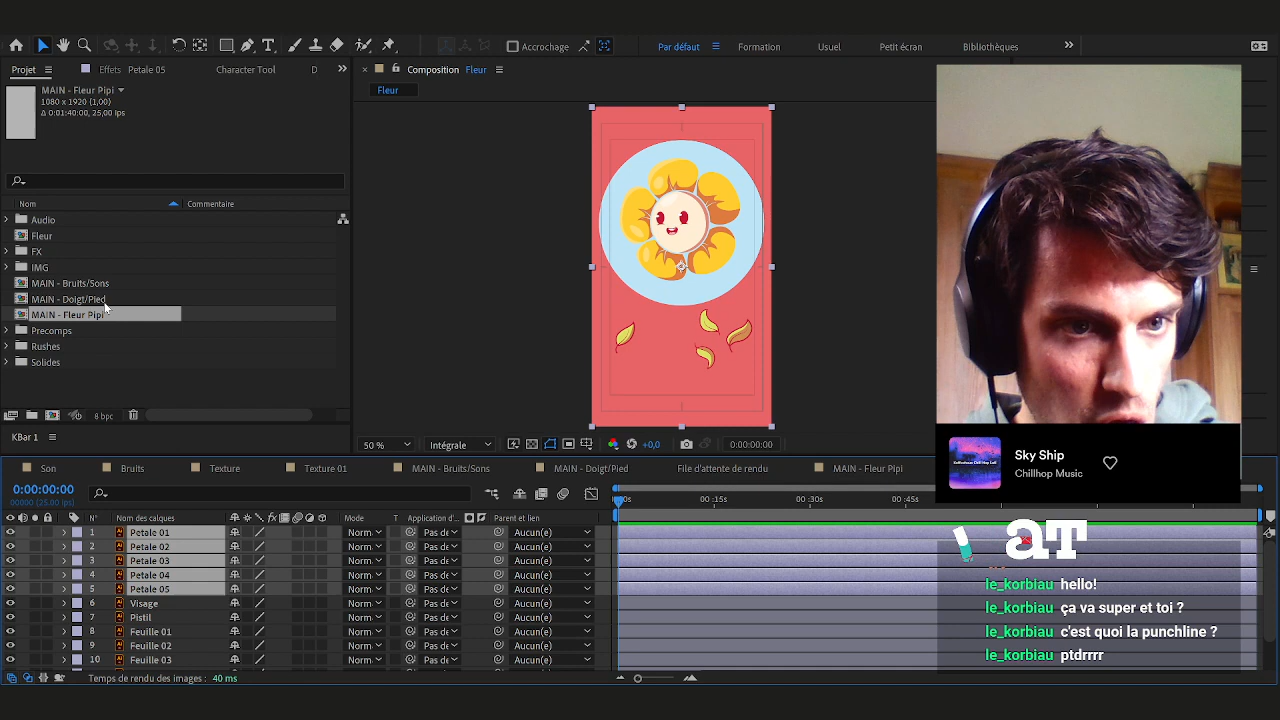 Accrochage
Par défaut
Formation
Usuel
Petit écran
Bibliothèques
Projet
Effets Petale 05
Character Tool
D
Composition Fleur
MAIN - Fleur Pipi
1080 x 1920 (1,00)
Δ 0:01:40:00, 25,00 ips
Fleur
Nom
Commentaire
Audio
Fleur
FX
IMG
MAIN - Bruits/Sons
MAIN - Doigt/Pied
MAIN - Fleur Pipi
Precomps
Rushes
Solides
8 bpc
KBar 1
50 %
Intégrale
+0,0
0:00:00:00
Sky Ship
Chillhop Music
Son
Bruits
Texture
Texture 01
MAIN - Bruits/Sons
MAIN - Doigt/Pied
File d'attente de rendu
MAIN - Fleur Pipi
0:00:00:00
00000 (25.00 ips)
00:15s
00:30s
00:45s
N°
Nom des calques
Mode
T
Application d'...
Parent et lien
1 Petale 01 Norm Pas de Aucun(e)
2 Petale 02 Norm Pas de Aucun(e)
3 Petale 03 Norm Pas de Aucun(e)
4 Petale 04 Norm Pas de Aucun(e)
5 Petale 05 Norm Pas de Aucun(e)
6 Visage Norm Pas de Aucun(e)
7 Pistil Norm Pas de Aucun(e)
8 Feuille 01 Norm Pas de Aucun(e)
9 Feuille 02 Norm Pas de Aucun(e)
10 Feuille 03 Norm Pas de Aucun(e)
Temps de rendu des images : 40 ms
aT
le_korbiau hello!
le_korbiau ça va super et toi ?
le_korbiau c'est quoi la punchline ?
le_korbiau ptdrrrr